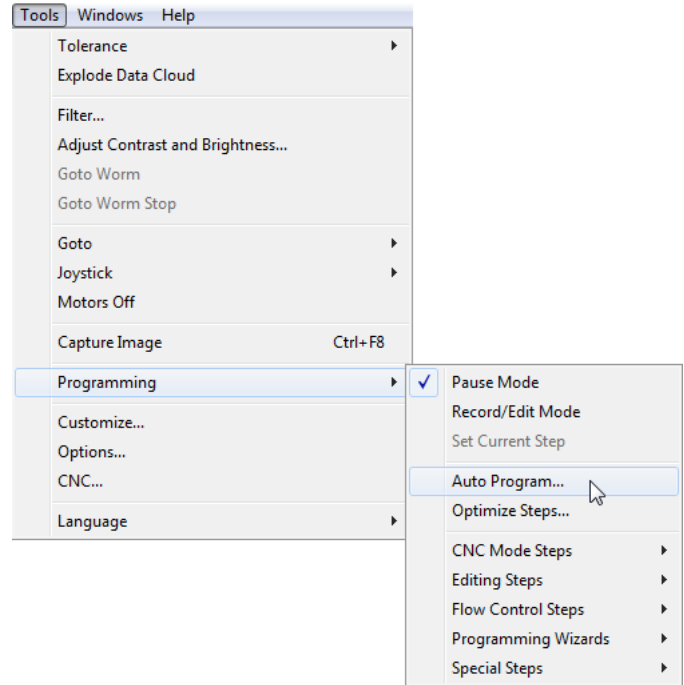 Tools Windows Help
Tolerance
Explode Data Cloud
Filter...
Adjust Contrast and Brightness...
Goto Worm
Goto Worm Stop
Goto
Joystick
Motors Off
Capture Image Ctrl+F8
Programming
Customize...
Options...
CNC...
Language
Pause Mode
Record/Edit Mode
Set Current Step
Auto Program...
Optimize Steps...
CNC Mode Steps
Editing Steps
Flow Control Steps
Programming Wizards
Special Steps